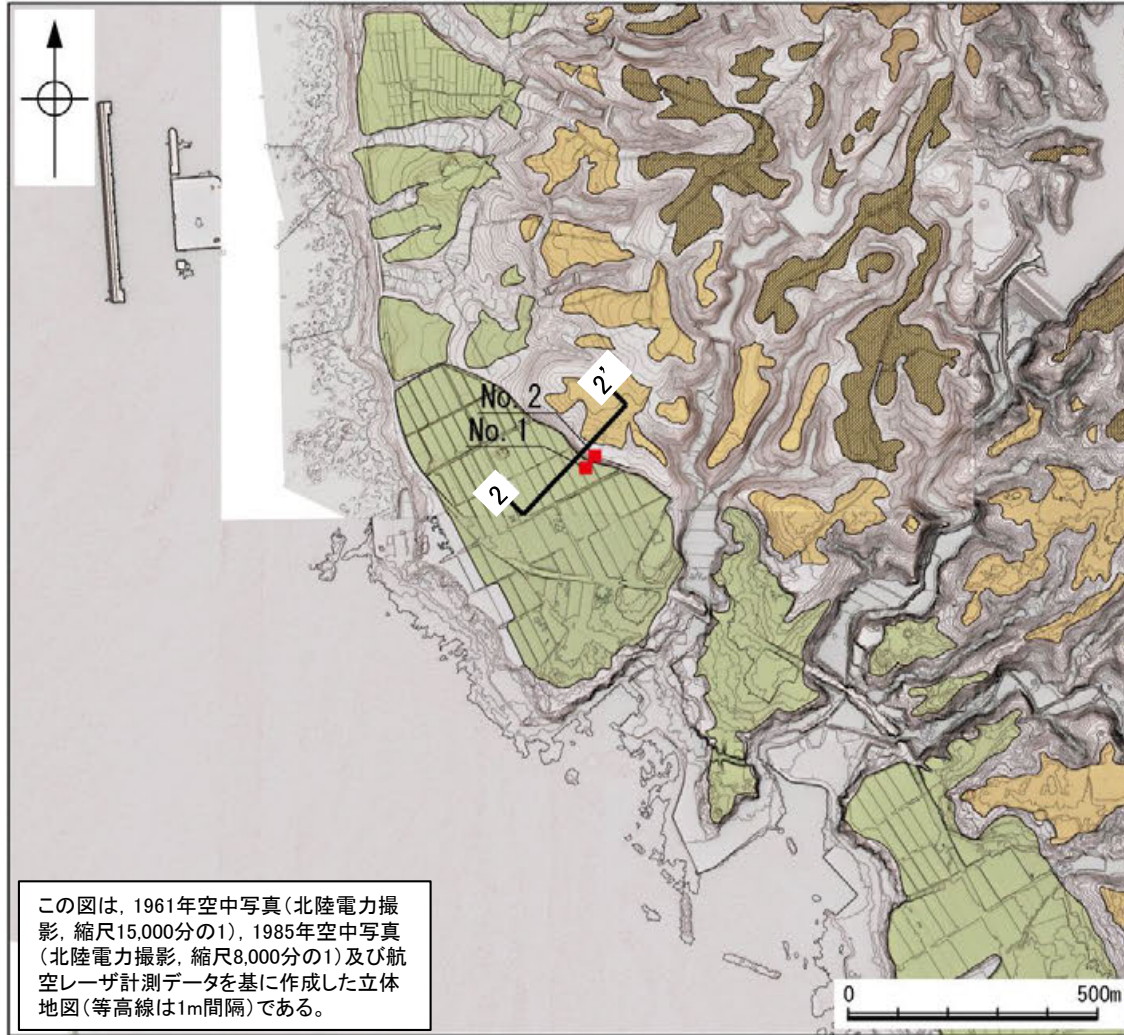 2'
No. 2
No. 1
2
この図は, 1961年空中写真(北陸電力撮
影, 縮尺15,000分の1), 1985年空中写真
(北陸電力撮影, 縮尺8,000分の1)及び航
空レーザ計測データを基に作成した立体
地図(等高線は1m間隔)である。
0 500m